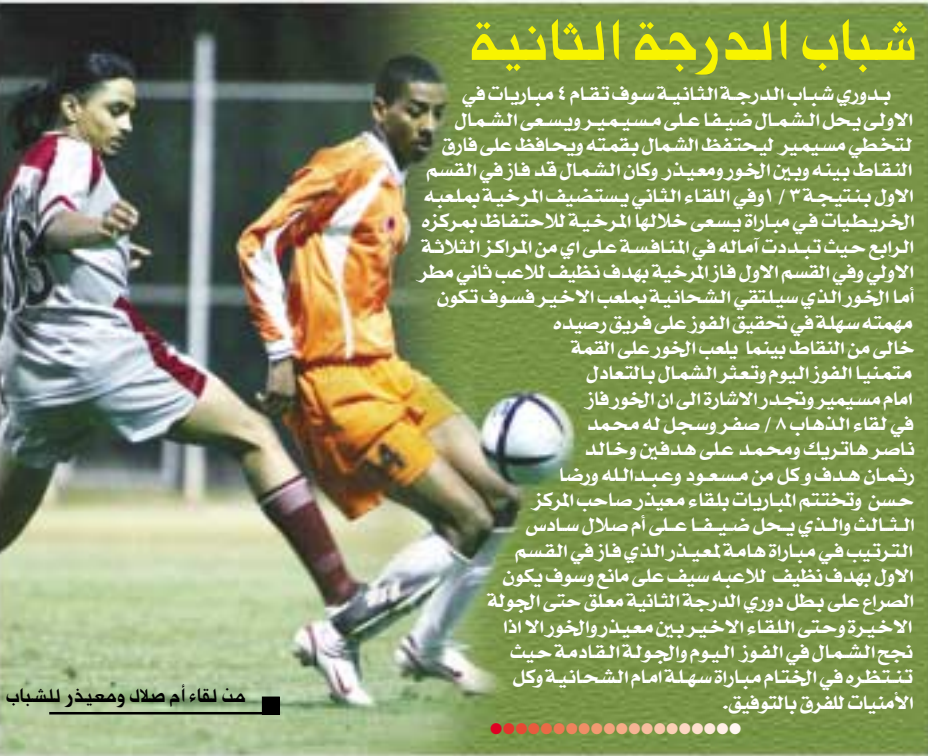 شباب الدرجة الثانية
بدوري شباب الدرجة الثانية سوف تقام ٤ مباريات في
الاولى يحل الشمال ضيفا على مسيمير ويسعى الشمال
لتخطي مسيمير ليحتفظ الشمال بقمته ويحافظ على فارق
النقاط بينه وبين الخور ومعيذر وكان الشمال قد فاز في القسم
الاول بنتيجة ٣ / ١ وفي اللقاء الثاني يستضيف المرخية بملعبه
الخريطيات في مباراة يسعى خلالها المرخية للاحتفاظ بمركزه
الرابع حيث تبددت آماله في المنافسة على اي من المراكز الثلاثة
الاولي وفي القسم الاول فاز المرخية بهدف نظيف للاعب ثاني مطر
أما الخور الذي سيلتقي الشحانية بملعب الاخير فسوف تكون
مهمته سهلة في تحقيق الفوز على فريق رصيده
خالى من النقاط بينما يلعب الخور على القمة
متمنيا الفوز اليوم وتعثر الشمال بالتعادل
امام مسيمير وتجدر الاشارة الى ان الخور فاز
في لقاء الذهاب ٨ / صفر وسجل له محمد
ناصر هاتريك ومحمد على هدفين وخالد
رثمان هدف وكل من مسعود وعبدالله ورضا
حسن وتختتم المباريات بلقاء معيذر صاحب المركز
الثالث والذي يحل ضيفا على أم صلال سادس
الترتيب في مباراة هامة لمعيذر الذي فاز في القسم
الاول بهدف نظيف للاعبه سيف على مانع وسوف يكون
الصراع على بطل دوري الدرجة الثانية معلق حتى الجولة
الاخيرة وحتى اللقاء الاخير بين معيذر والخور الا اذا
نجح الشمال في الفوز اليوم والجولة القادمة حيث
تنتظره في الختام مباراة سهلة امام الشحانية وكل
الأمنيات للفرق بالتوفيق.
من لقاء أم صلال ومعيذر للشباب